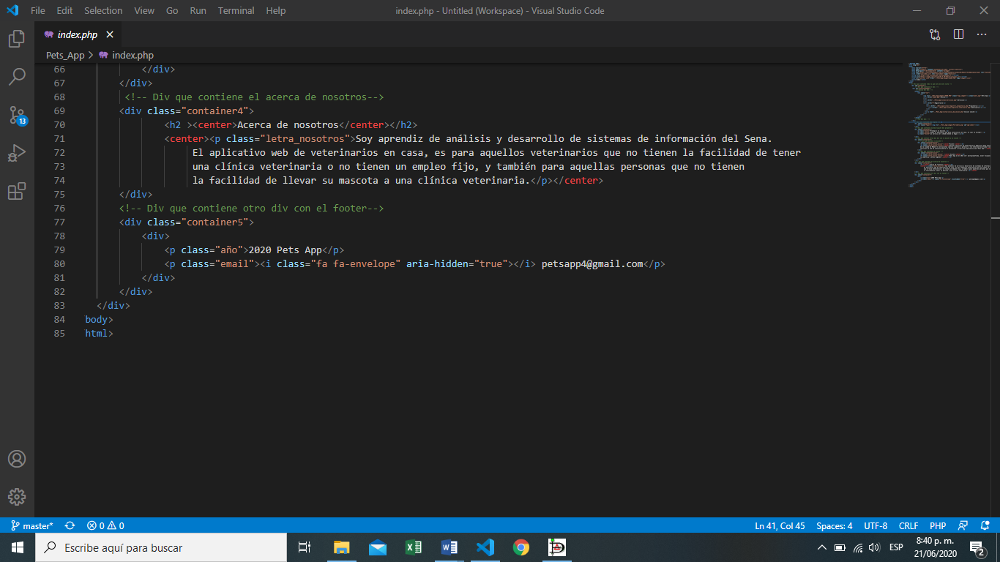 File Edit Selection View Go Run Terminal Help index.php - Untitled (Workspace) - Visual Studio Code
index.php
Pets_App > index.php
66 </div>
67 </div>
68 <!-- Div que contiene el acerca de nosotros-->
69 <div class="container4">
70 <h2 ><center>Acerca de nosotros</center></h2>
71 <center><p class="letra_nosotros">Soy aprendiz de análisis y desarrollo de sistemas de información del Sena.
72 El aplicativo web de veterinarios en casa, es para aquellos veterinarios que no tienen la facilidad de tener
73 una clínica veterinaria o no tienen un empleo fijo, y también para aquellas personas que no tienen
74 la facilidad de llevar su mascota a una clínica veterinaria.</p></center>
75 </div>
76 <!-- Div que contiene otro div con el footer-->
77 <div class="container5">
78 <div>
79 <p class="año">2020 Pets App</p>
80 <p class="email"><i class="fa fa-envelope" aria-hidden="true"></i> petsapp4@gmail.com</p>
81 </div>
82 </div>
83 </div>
84 body>
85 html>
13
master* 0 0 Ln 41, Col 45 Spaces: 4 UTF-8 CRLF PHP
Escribe aquí para buscar
ESP
8:40 p. m.
21/06/2020
2